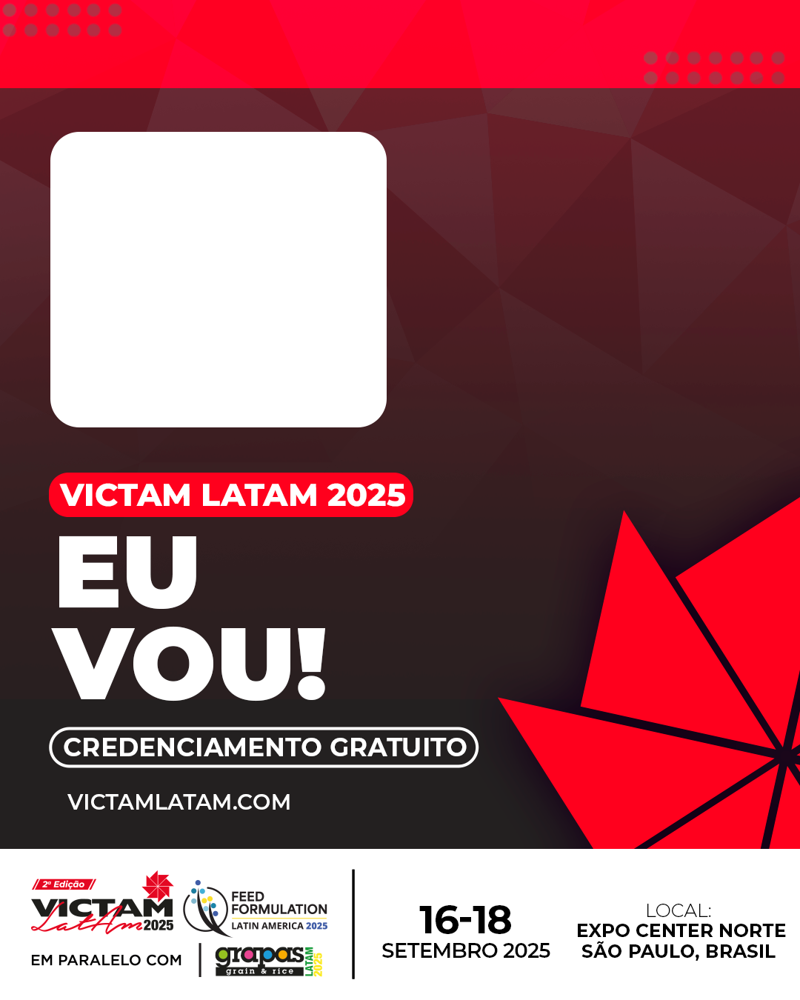 VICTAM LATAM 2025
EU
VOU!
CREDENCIAMENTO GRATUITO
VICTAMLATAM.COM
2ª Edição
VICTAM
LatAm 2025
FEED
FORMULATION
LATIN AMERICA 2025
EM PARALELO COM
grapas
grain & rice
LATAM
2025
16-18
SETEMBRO 2025
LOCAL:
EXPO CENTER NORTE
SÃO PAULO, BRASIL